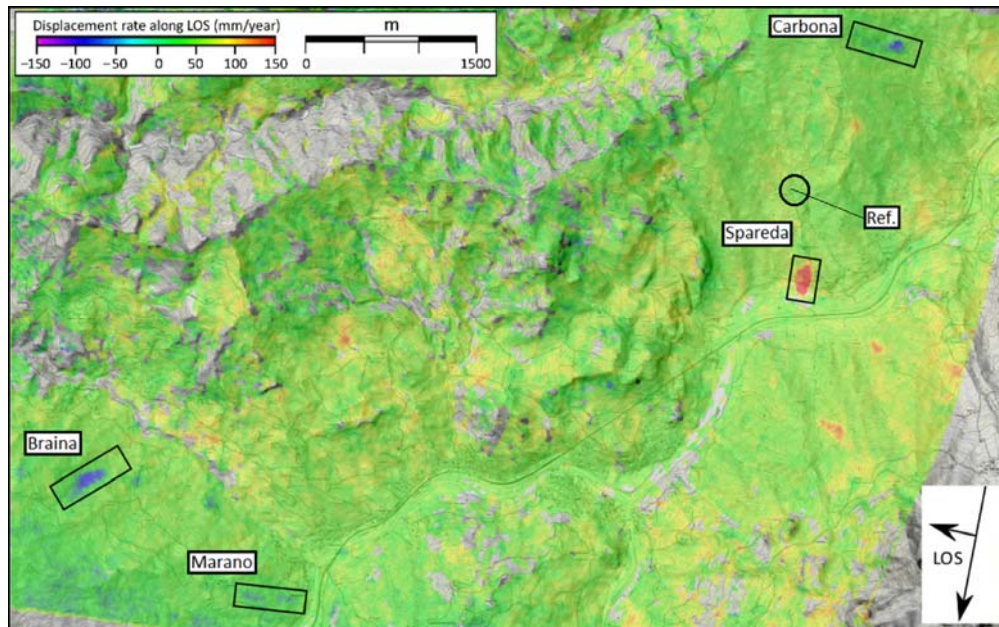 Displacement rate along LOS (mm/year)
−150 −100 −50 0 50 100 150
m
0 1500
Carbona
Ref.
Spareda
Braina
Marano
LOS